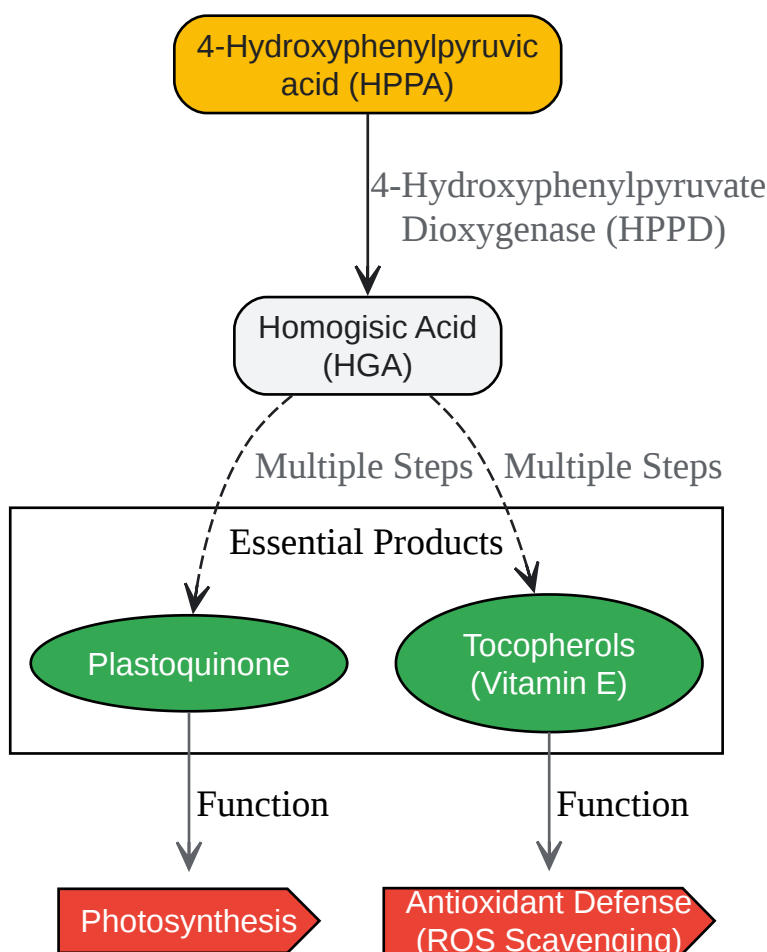 4-Hydroxyphenylpyruvic
acid (HPPA)
4-Hydroxyphenylpyruvate
Dioxygenase (HPPD)
Homogisic Acid
(HGA)
Multiple Steps
Multiple Steps
Essential Products
Plastoquinone
Tocopherols
(Vitamin E)
Function
Function
Photosynthesis
Antioxidant Defense
(ROS Scavenging)